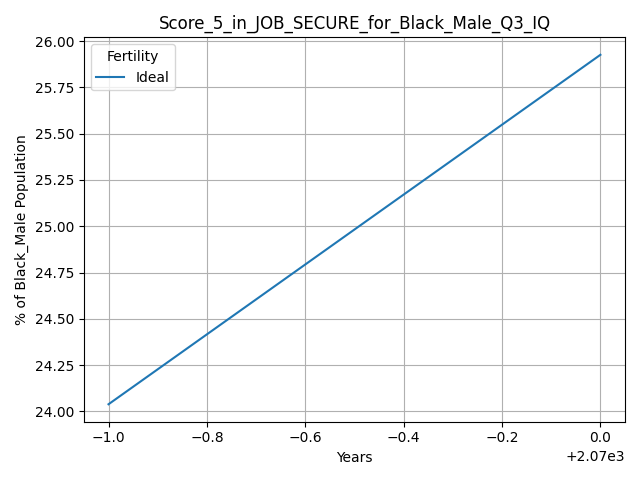 Score_5_in_JOB_SECURE_for_Black_Male_Q3_IQ
Fertility
Ideal
% of Black_Male Population
26.00
25.75
25.50
25.25
25.00
24.75
24.50
24.25
24.00
−1.0 −0.8 −0.6 −0.4 −0.2 0.0
Years
+2.07e3